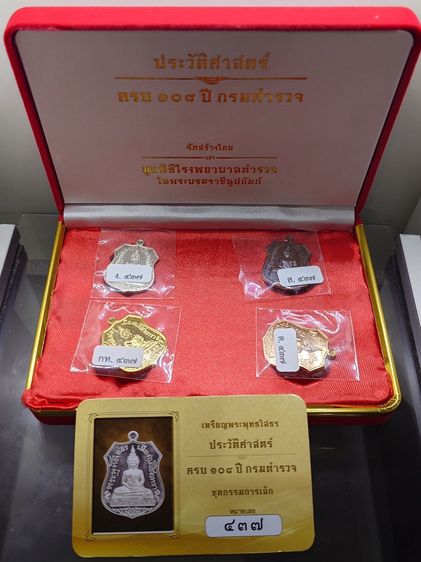 ประวัติศาสตร์
ครบ ๑๐๘ ปี กรมตำรวจ
จัดสร้างโดย
มูลนิธิโรงพยาบาลตำรวจ
ในพระบรมราชินูปถัมภ์
ง. ๔๓๗
ส. ๔๓๗
กท. ๔๓๗
ค. ๔๓๗
เหรียญพระพุทธโสธร
ประวัติศาสตร์
ครบ ๑๐๘ ปี กรมตำรวจ
ชุดกรรมการเล็ก
หมายเลข
๔๓๗